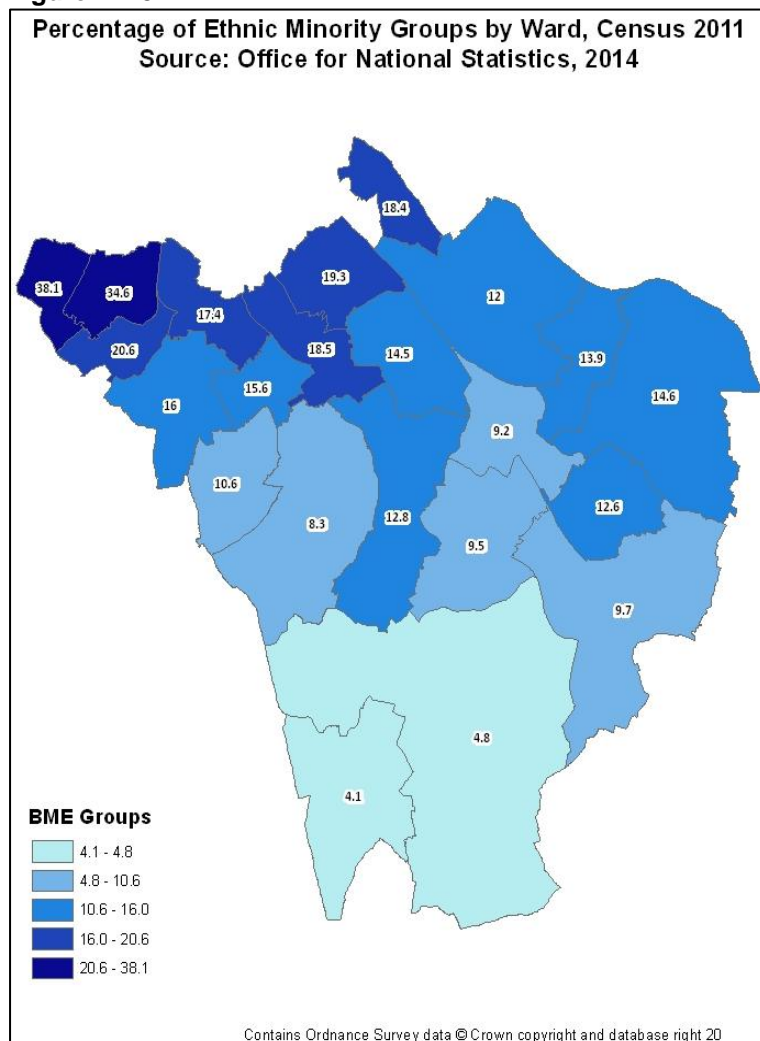 Percentage of Ethnic Minority Groups by Ward, Census 2011
Source: Office for National Statistics, 2014
18.4
19.3
12
38.1
34.6
17.4
18.5
14.5
13.9
20.6
16
15.6
14.6
9.2
10.6
8.3
12.8
12.6
9.5
9.7
4.8
4.1
BME Groups
4.1 - 4.8
4.8 - 10.6
10.6 - 16.0
16.0 - 20.6
20.6 - 38.1
Contains Ordnance Survey data © Crown copyright and database right 20